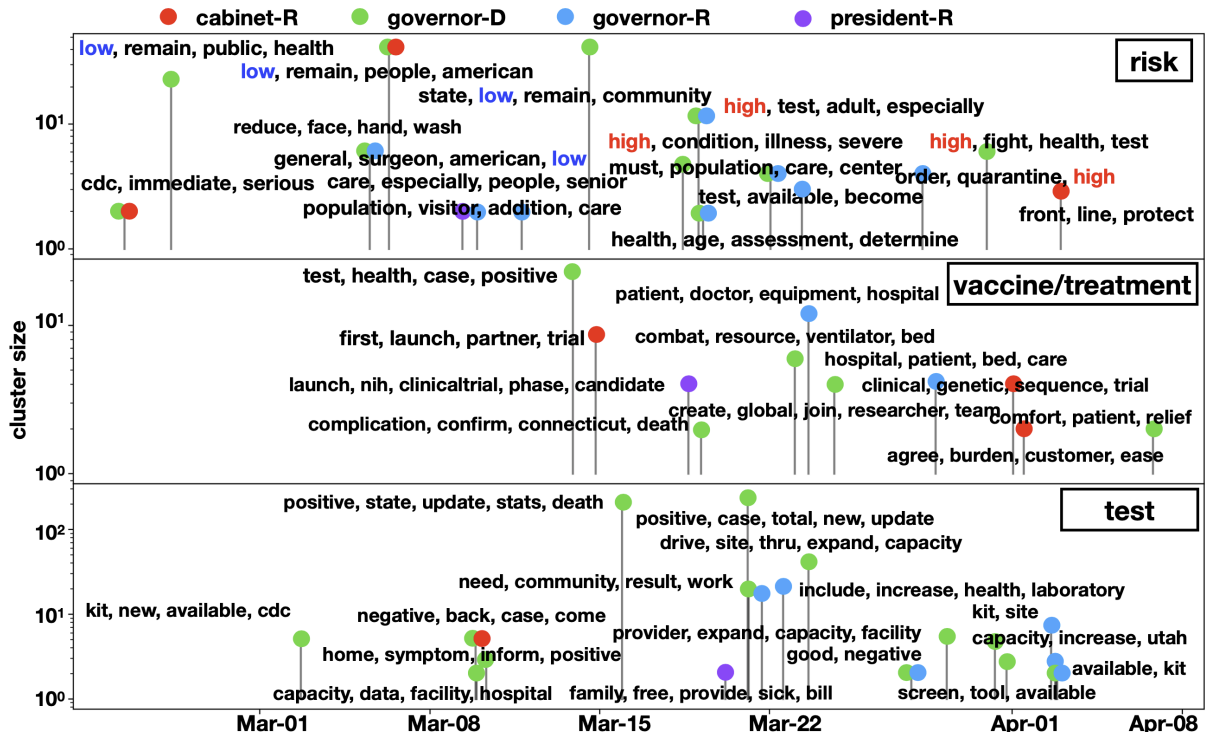 cabinet-R governor-D governor-R president-R
low, remain, public, health
risk
low, remain, people, american
state, low, remain, community
high, test, adult, especially
10¹
reduce, face, hand, wash
high, condition, illness, severe
high, fight, health, test
general, surgeon, american, low
must, population, care, center
order, quarantine, high
cdc, immediate, serious
care, especially, people, senior
test, available, become
population, visitor, addition, care
front, line, protect
health, age, assessment, determine
10⁰
test, health, case, positive
vaccine/treatment
patient, doctor, equipment, hospital
10¹
first, launch, partner, trial
combat, resource, ventilator, bed
hospital, patient, bed, care
launch, nih, clinicaltrial, phase, candidate
clinical, genetic, sequence, trial
create, global, join, researcher, team
comfort, patient, relief
complication, confirm, connecticut, death
agree, burden, customer, ease
10⁰
cluster size
positive, state, update, stats, death
test
positive, case, total, new, update
10²
drive, site, thru, expand, capacity
need, community, result, work
include, increase, health, laboratory
10¹
kit, new, available, cdc
negative, back, case, come
kit, site
provider, expand, capacity, facility
capacity, increase, utah
home, symptom, inform, positive
good, negative
available, kit
capacity, data, facility, hospital
family, free, provide, sick, bill
screen, tool, available
10⁰
Mar-01 Mar-08 Mar-15 Mar-22 Apr-01 Apr-08